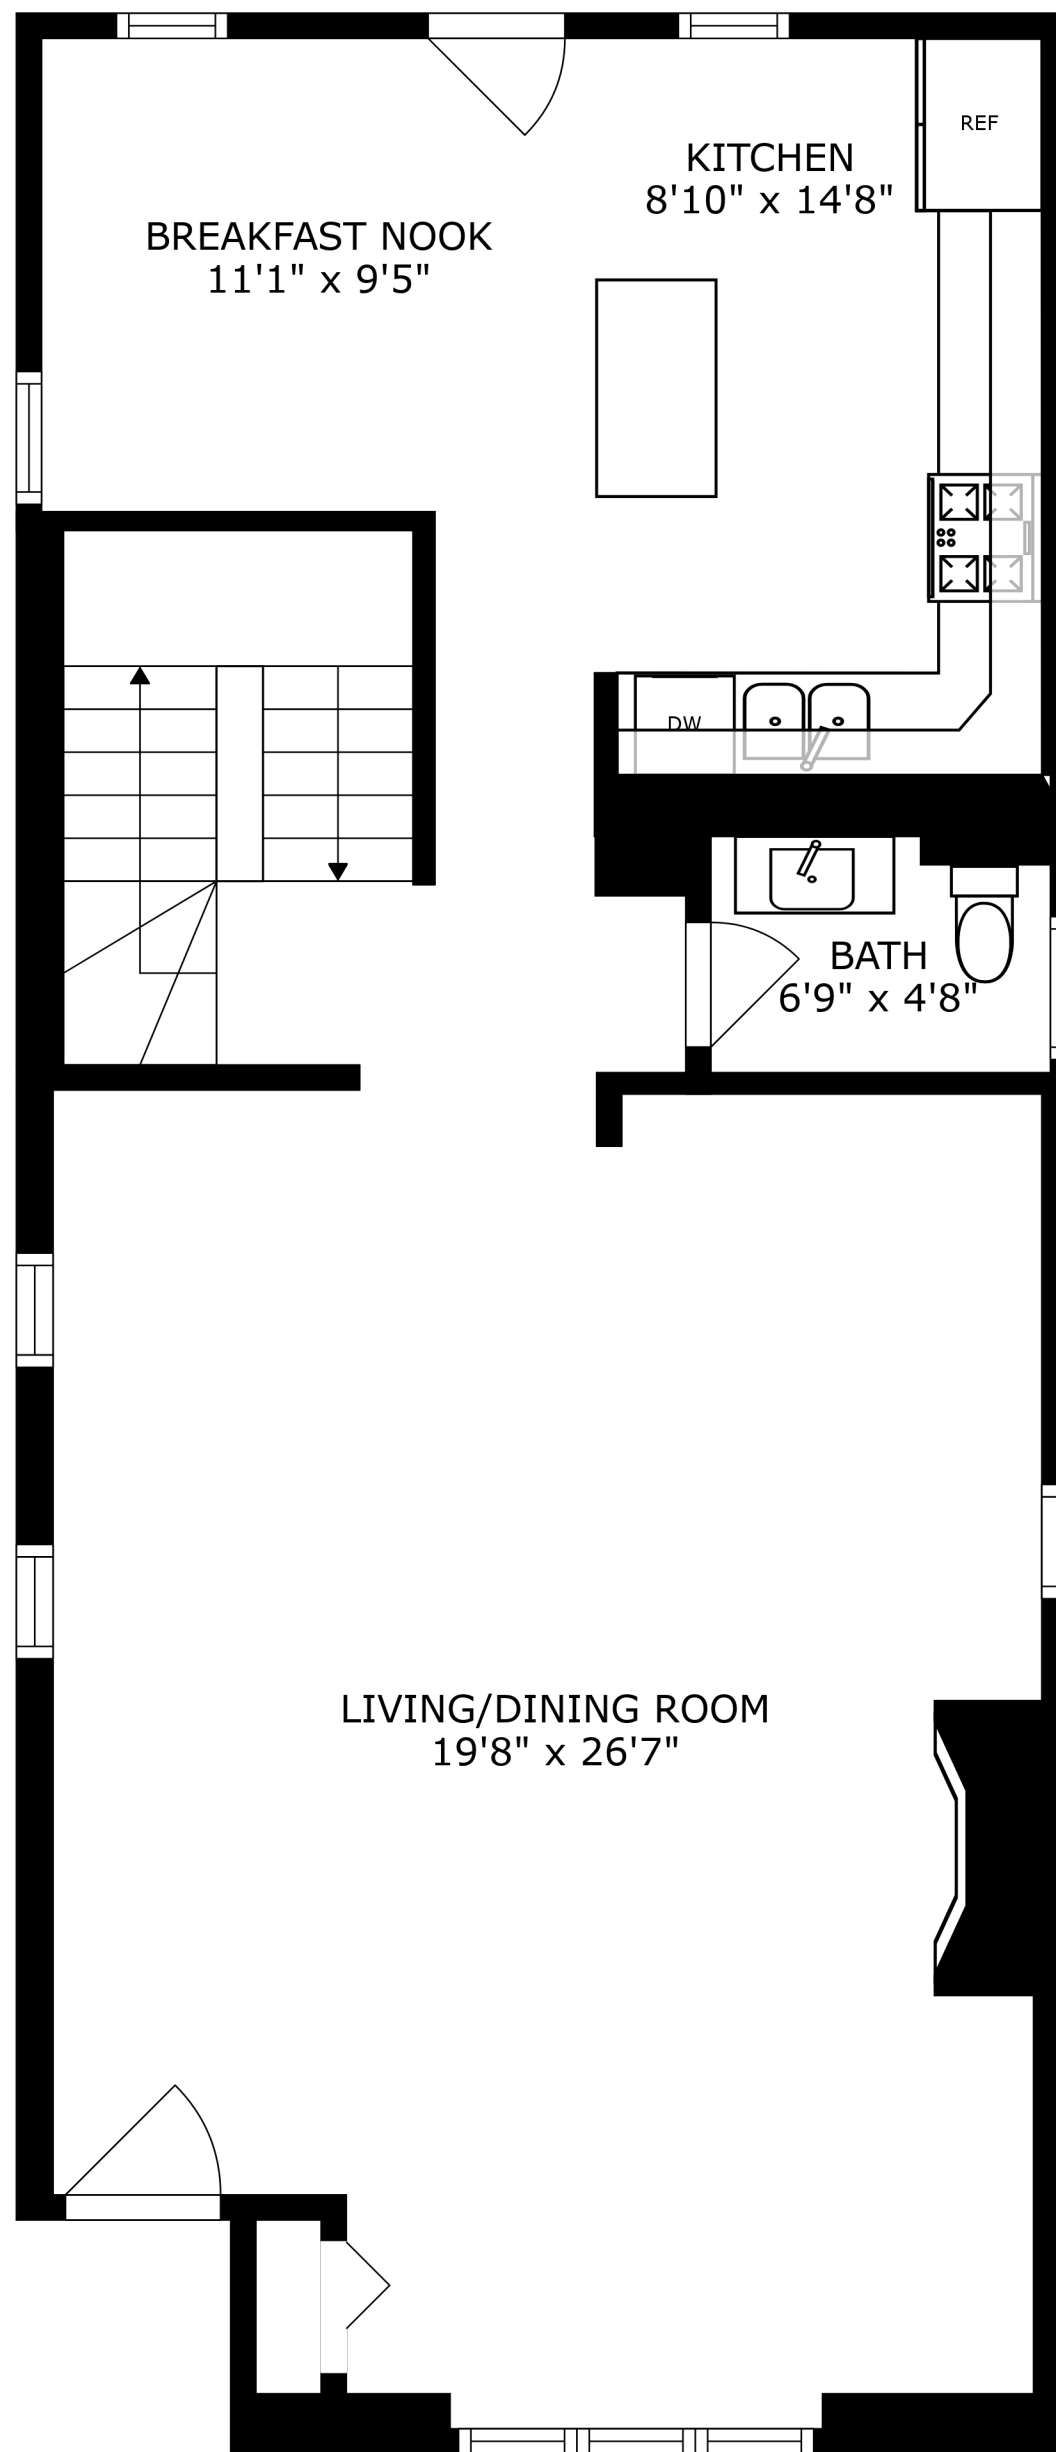 REF
KITCHEN
8'10" x 14'8"
BREAKFAST NOOK
11'1" x 9'5"
DW
BATH
6'9" x 4'8"
LIVING/DINING ROOM
19'8" x 26'7"